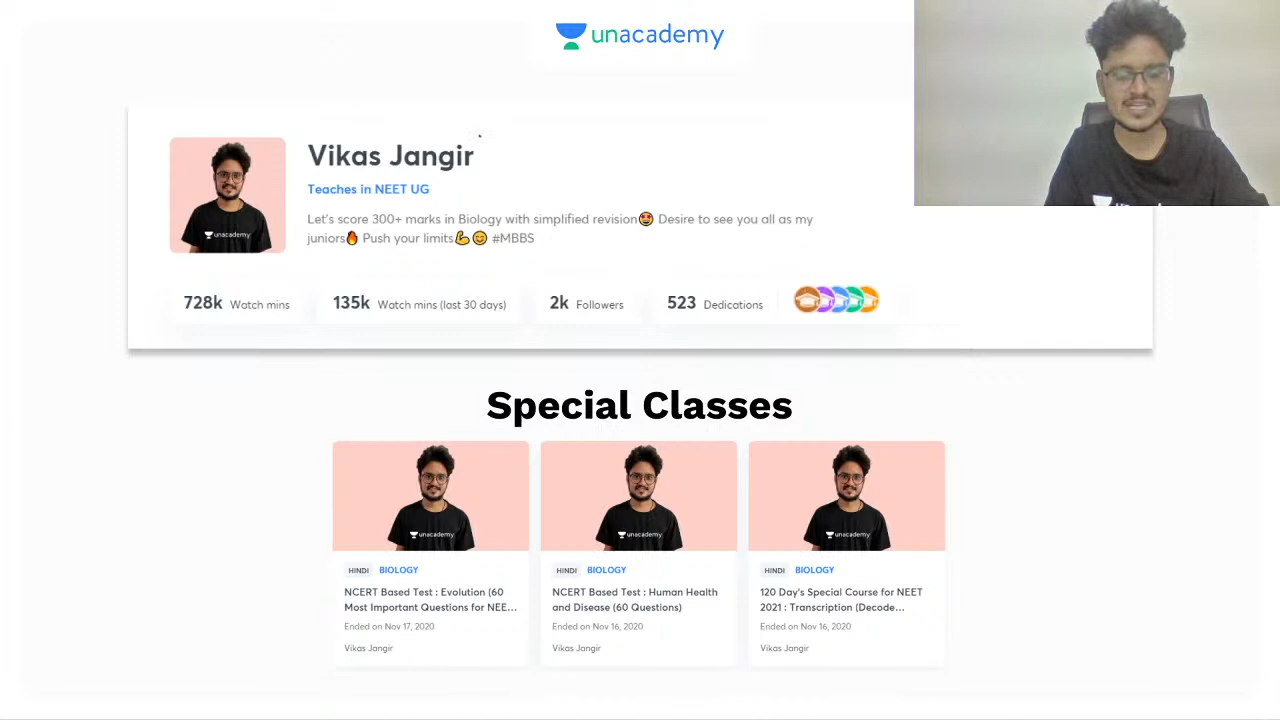 unacademy
Vikas Jangir
Teaches in NEET UG
Let's score 300+ marks in Biology with simplified revision🤩 Desire to see you all as my
juniors🔥 Push your limits💪😊 #MBBS
unacademy
728k Watch mins 135k Watch mins (last 30 days) 2k Followers 523 Dedications
Special Classes
unacademy unacademy unacademy
HINDI BIOLOGY
NCERT Based Test : Evolution (60
Most Important Questions for NEE...
Ended on Nov 17, 2020
Vikas Jangir
HINDI BIOLOGY
NCERT Based Test : Human Health
and Disease (60 Questions)
Ended on Nov 16, 2020
Vikas Jangir
HINDI BIOLOGY
120 Day's Special Course for NEET
2021 : Transcription (Decode...
Ended on Nov 16, 2020
Vikas Jangir